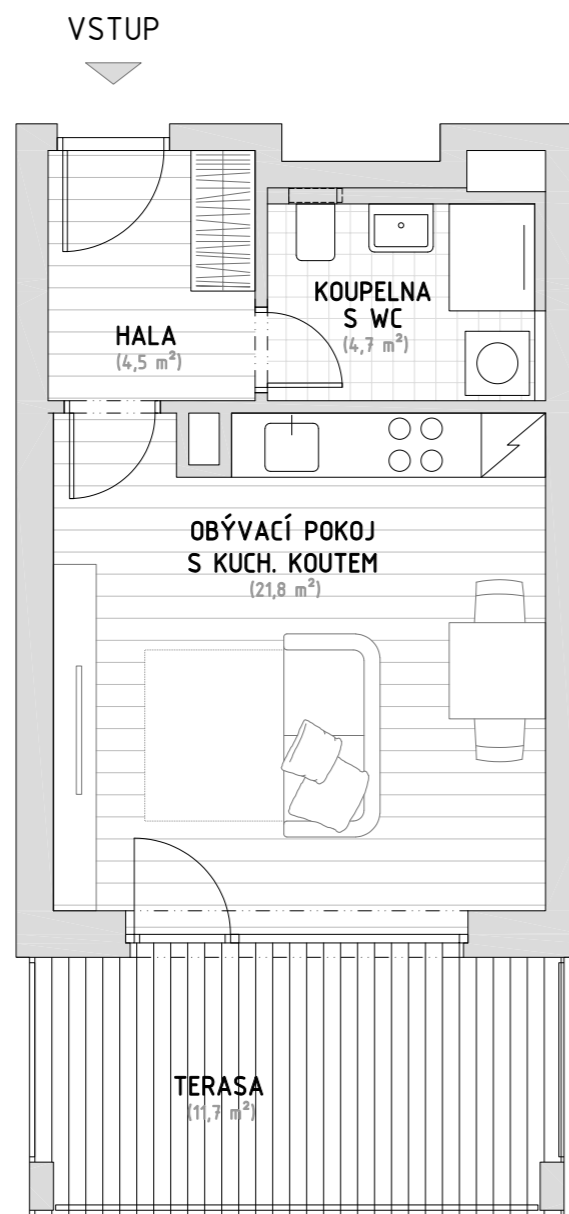 VSTUP
HALA
(4,5 m²)
KOUPELNA
S WC
(4,7 m²)
OBÝVACÍ POKOJ
S KUCH. KOUTEM
(21,8 m²)
TERASA
(11,7 m²)